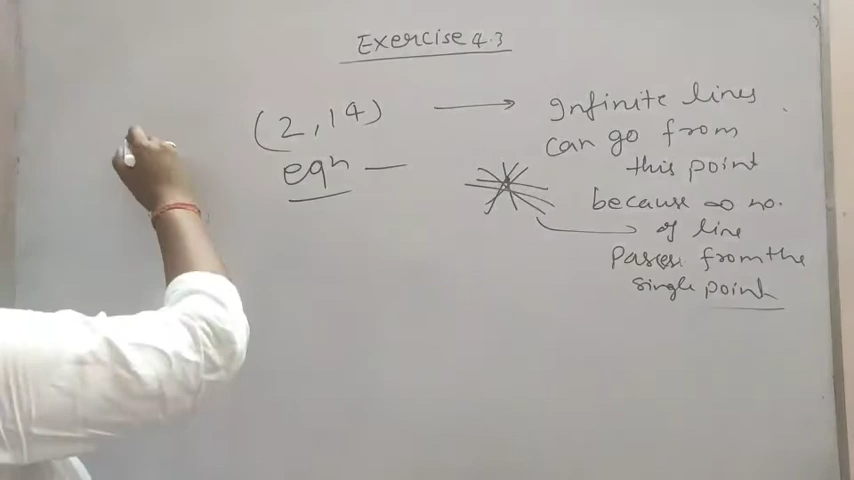 Exercise 4.3
(2, 14) → Infinite lines
can go from
this point
eqn —
because ∞ no.
of line
Passes from the
single point